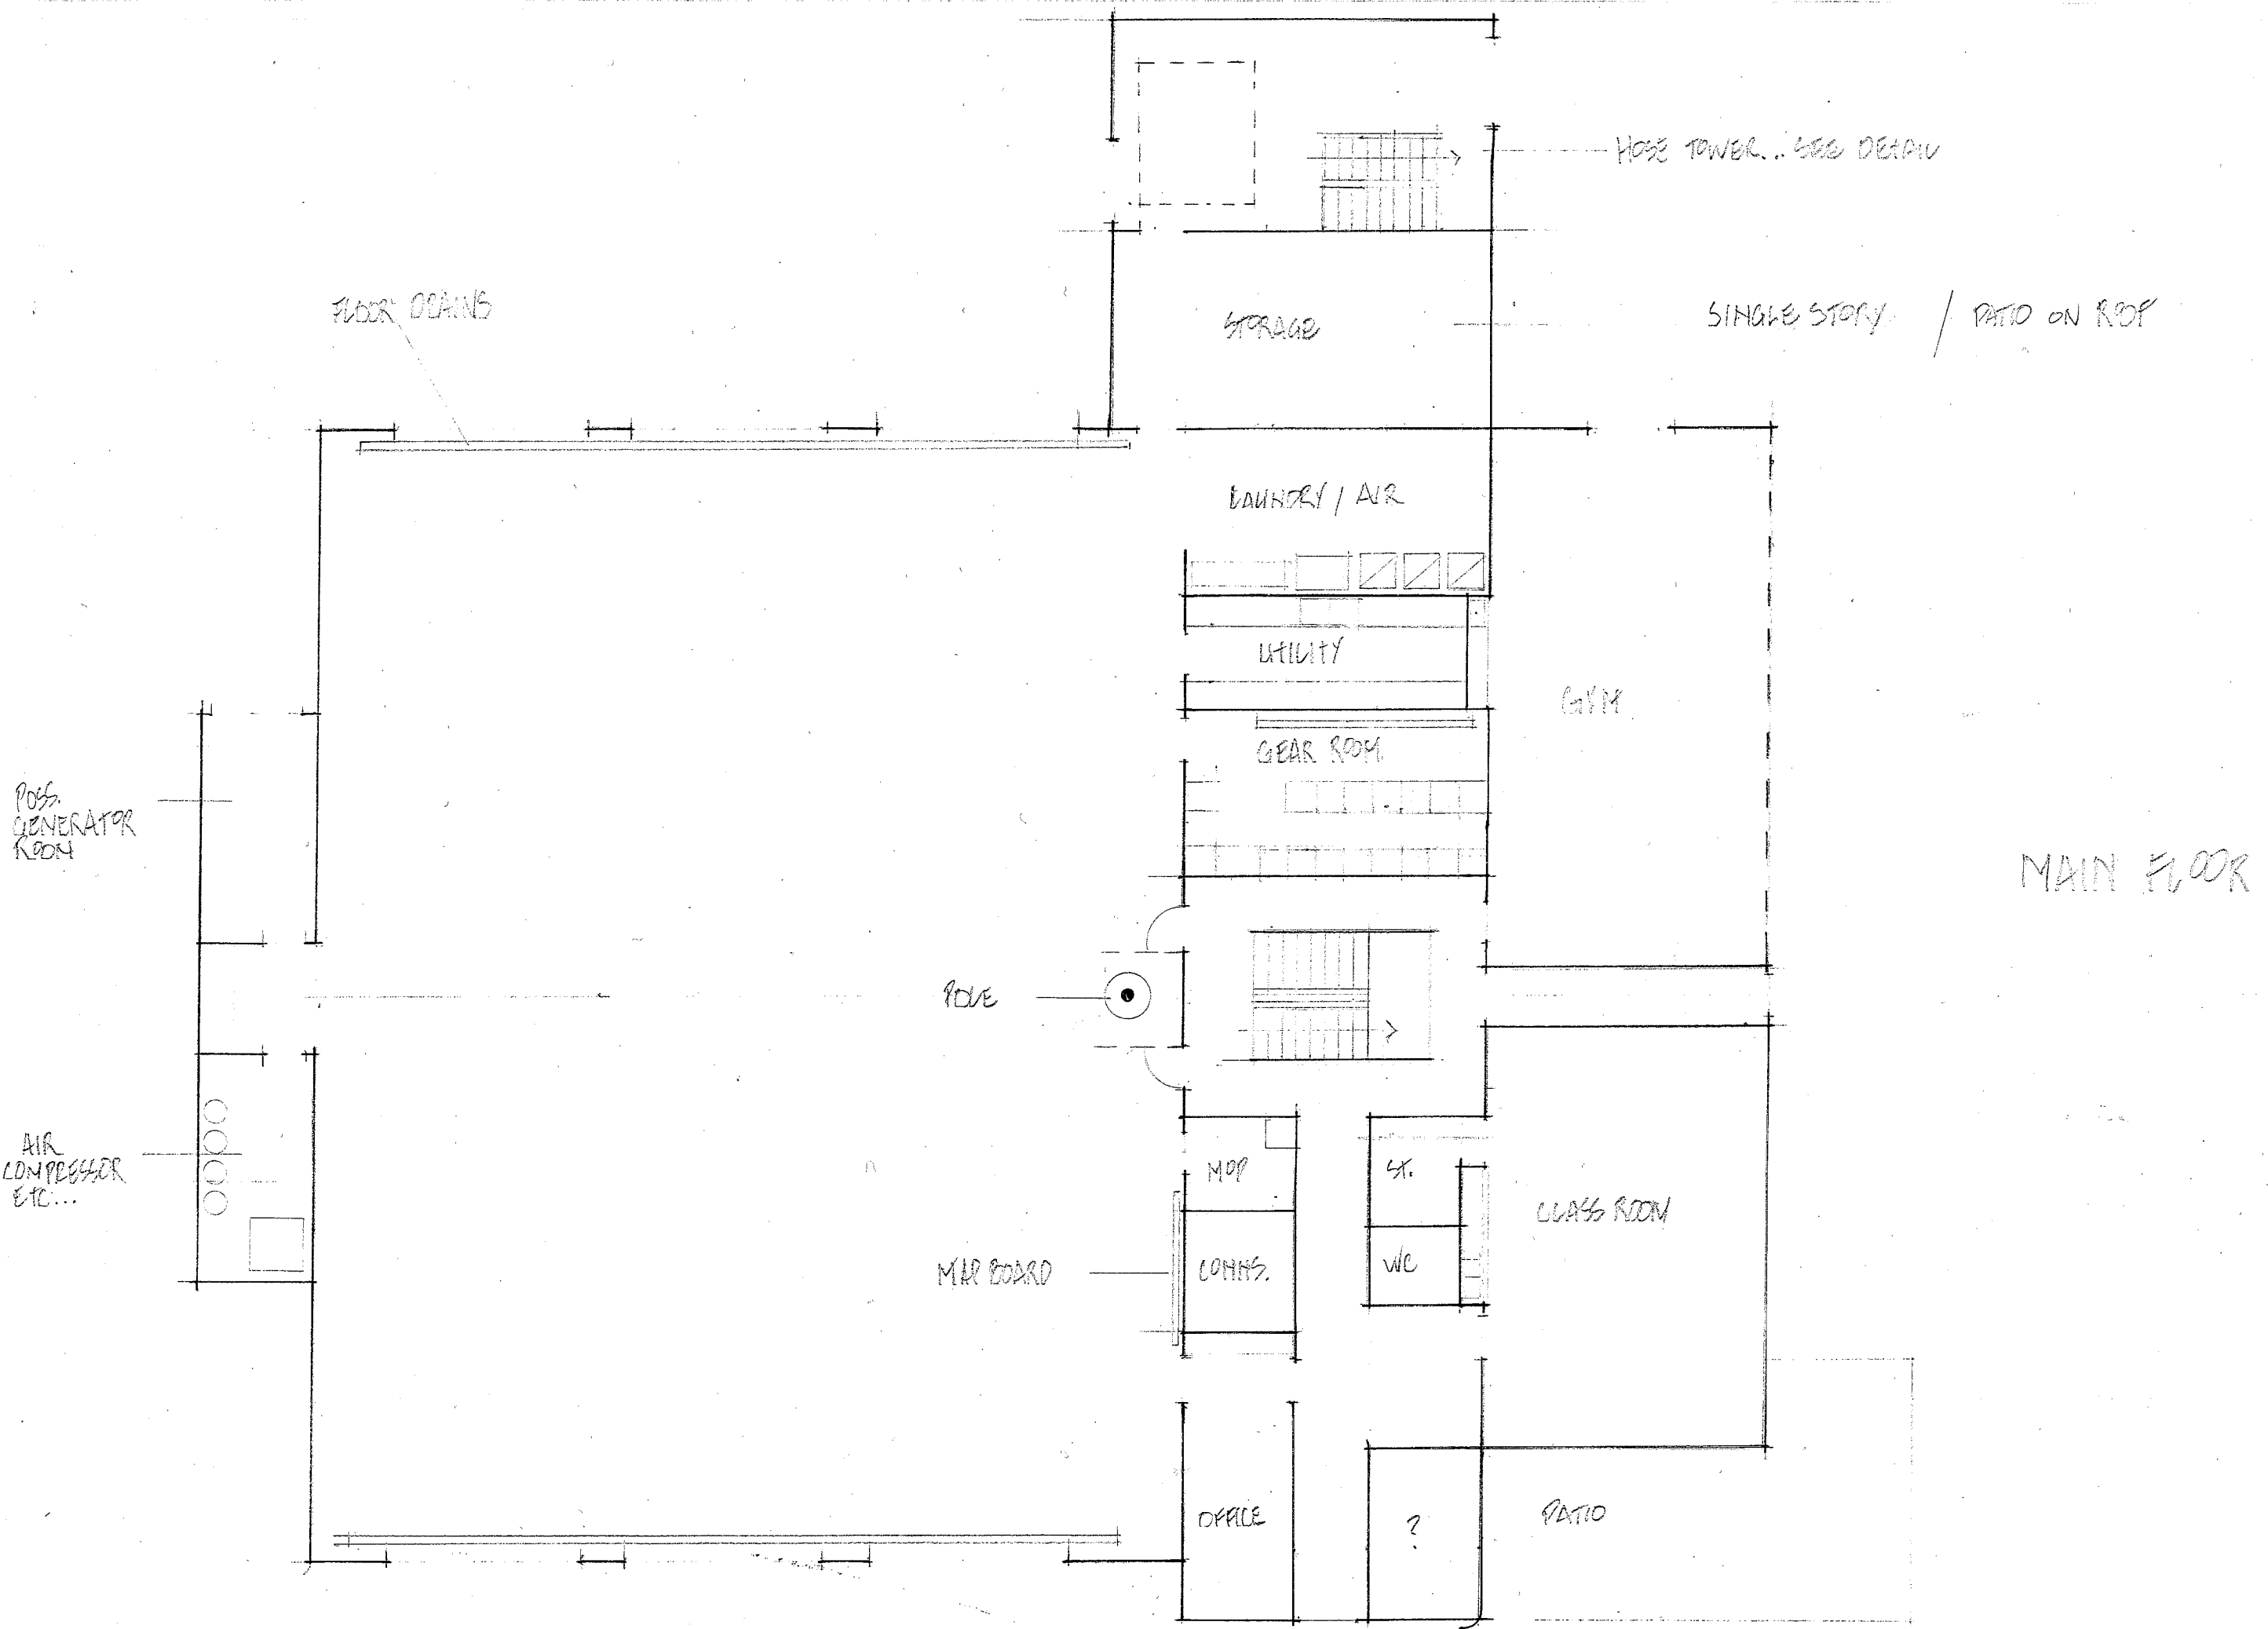 HOSE TOWER... SEE DETAIL
FLOOR DRAINS
STORAGE
SINGLE STORY / PATIO ON ROOF
LAUNDRY / AIR
UTILITY
GYM
GEAR ROOM
POSS.
GENERATOR
ROOM
MAIN FLOOR
POLE
AIR
COMPRESSOR
ETC...
MOP
ST.
CLASS ROOM
MAP BOARD
COMMS.
WC
OFFICE
?
PATIO